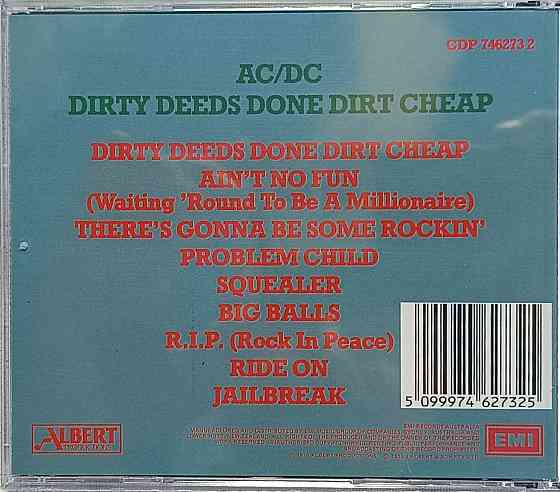 CDP 746273 2
AC/DC
DIRTY DEEDS DONE DIRT CHEAP
DIRTY DEEDS DONE DIRT CHEAP
AIN'T NO FUN
(Waiting 'Round To Be A Millionaire)
THERE'S GONNA BE SOME ROCKIN'
PROBLEM CHILD
SQUEALER
BIG BALLS
R.I.P. (Rock In Peace)
RIDE ON
JAILBREAK
5 099974 627325
ALBERT
EMI